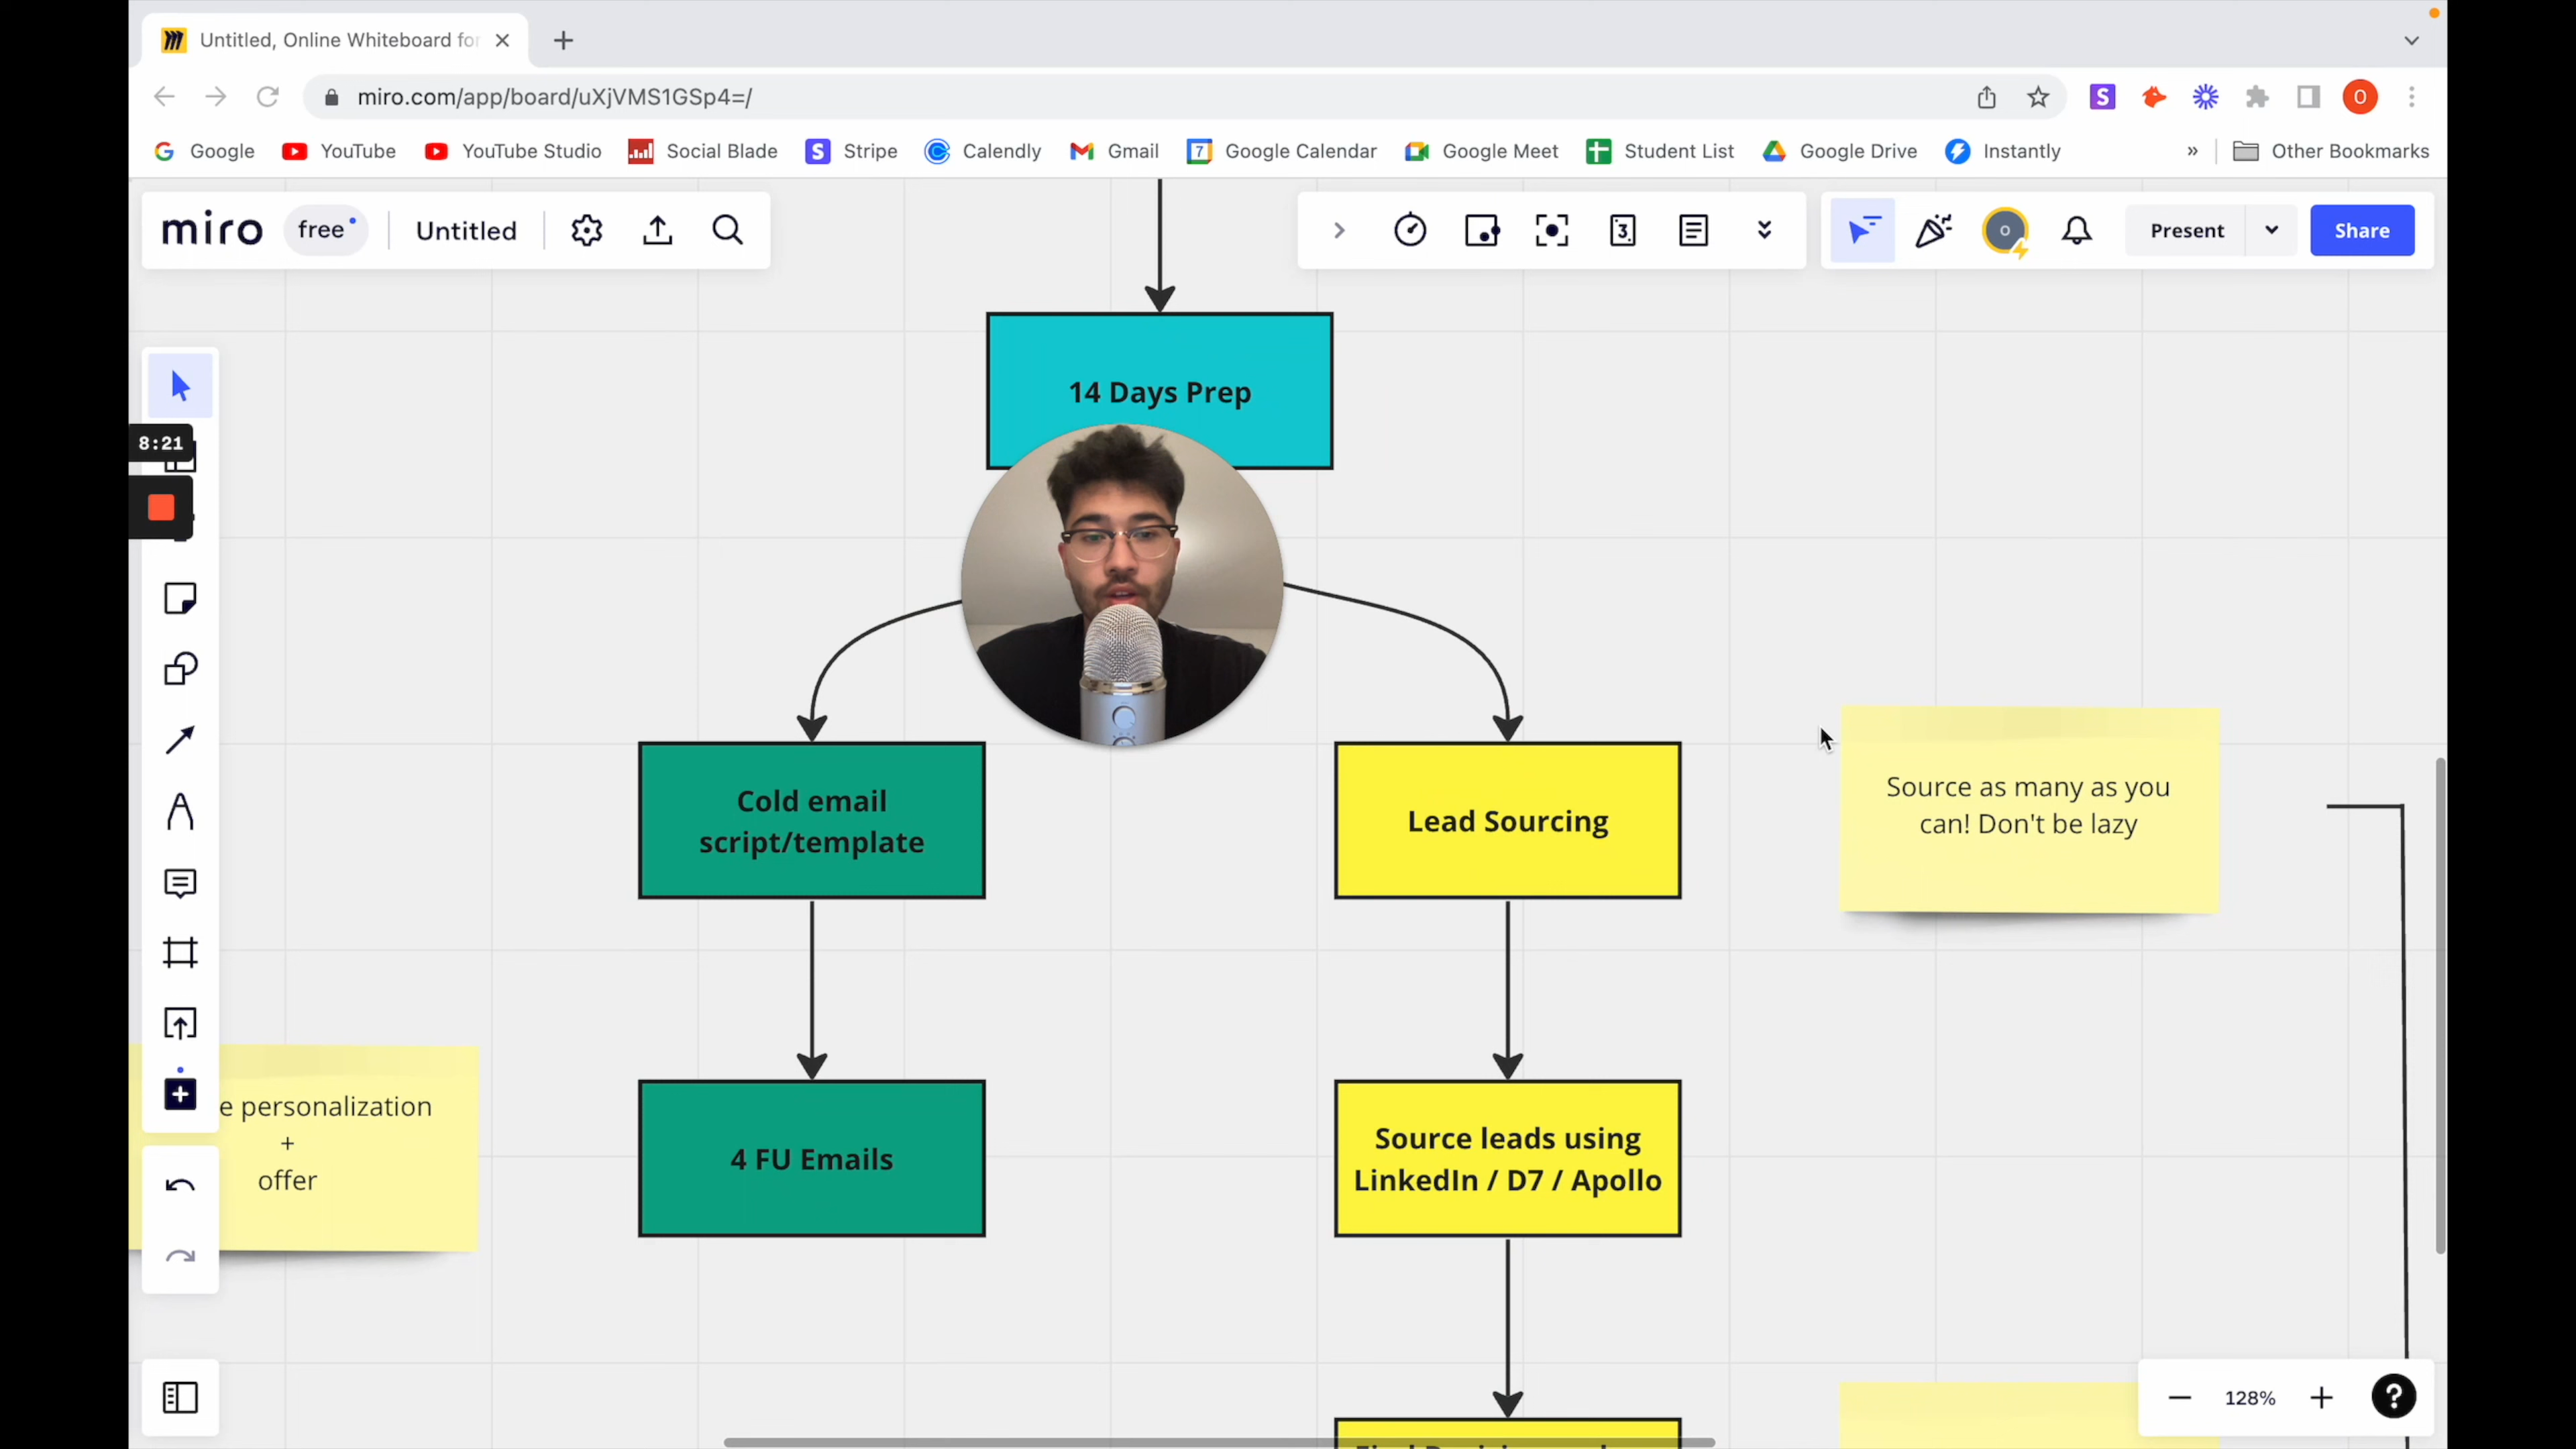 Untitled, Online Whiteboard for
miro.com/app/board/uXjVMS1GSp4=/
Google YouTube YouTube Studio Social Blade Stripe Calendly Gmail Google Calendar Google Meet Student List Google Drive Instantly Other Bookmarks
miro free Untitled
Present Share
14 Days Prep
8:21
Cold email
script/template
Lead Sourcing
Source as many as you
can! Don't be lazy
e personalization
+
offer
4 FU Emails
Source leads using
LinkedIn / D7 / Apollo
128%